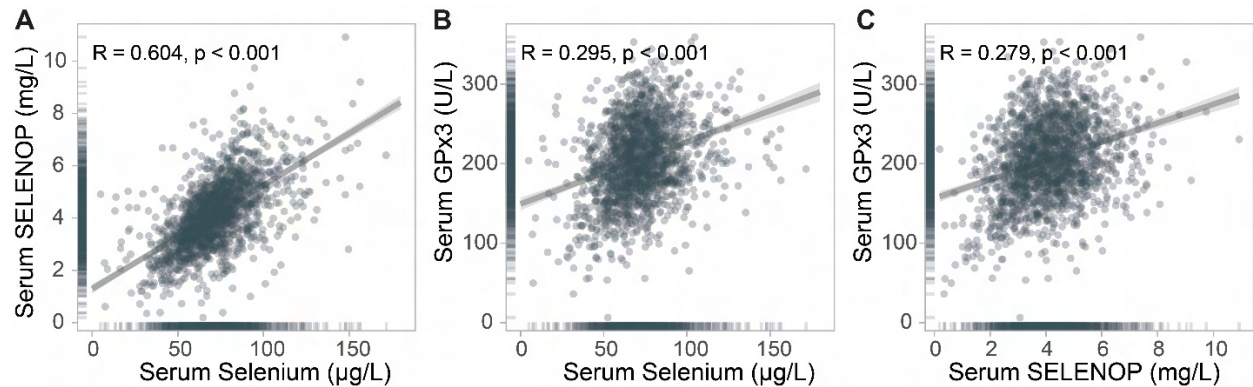 A
R = 0.604, p < 0.001
Serum SELENOP (mg/L)
10
8
6
4
2
0
0 50 100 150
Serum Selenium (µg/L)
B
R = 0.295, p < 0.001
Serum GPx3 (U/L)
300
200
100
0
0 50 100 150
Serum Selenium (µg/L)
C
R = 0.279, p < 0.001
Serum GPx3 (U/L)
300
200
100
0
0 2 4 6 8 10
Serum SELENOP (mg/L)